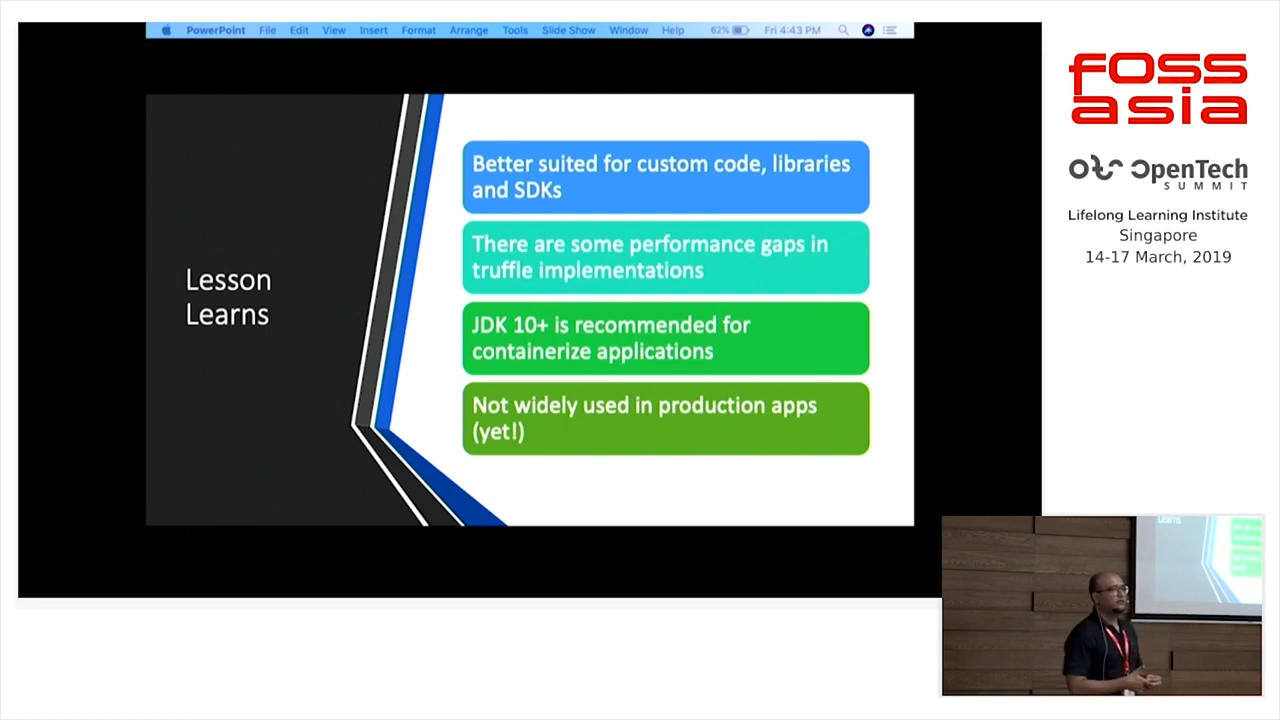 PowerPoint File Edit View Insert Format Arrange Tools Slide Show Window Help 62% Fri 4:43 PM
Lesson
Learns
Better suited for custom code, libraries
and SDKs
There are some performance gaps in
truffle implementations
JDK 10+ is recommended for
containerize applications
Not widely used in production apps
(yet!)
fOSS
asia
OpenTech
SUMMIT
Lifelong Learning Institute
Singapore
14-17 March, 2019
Learns